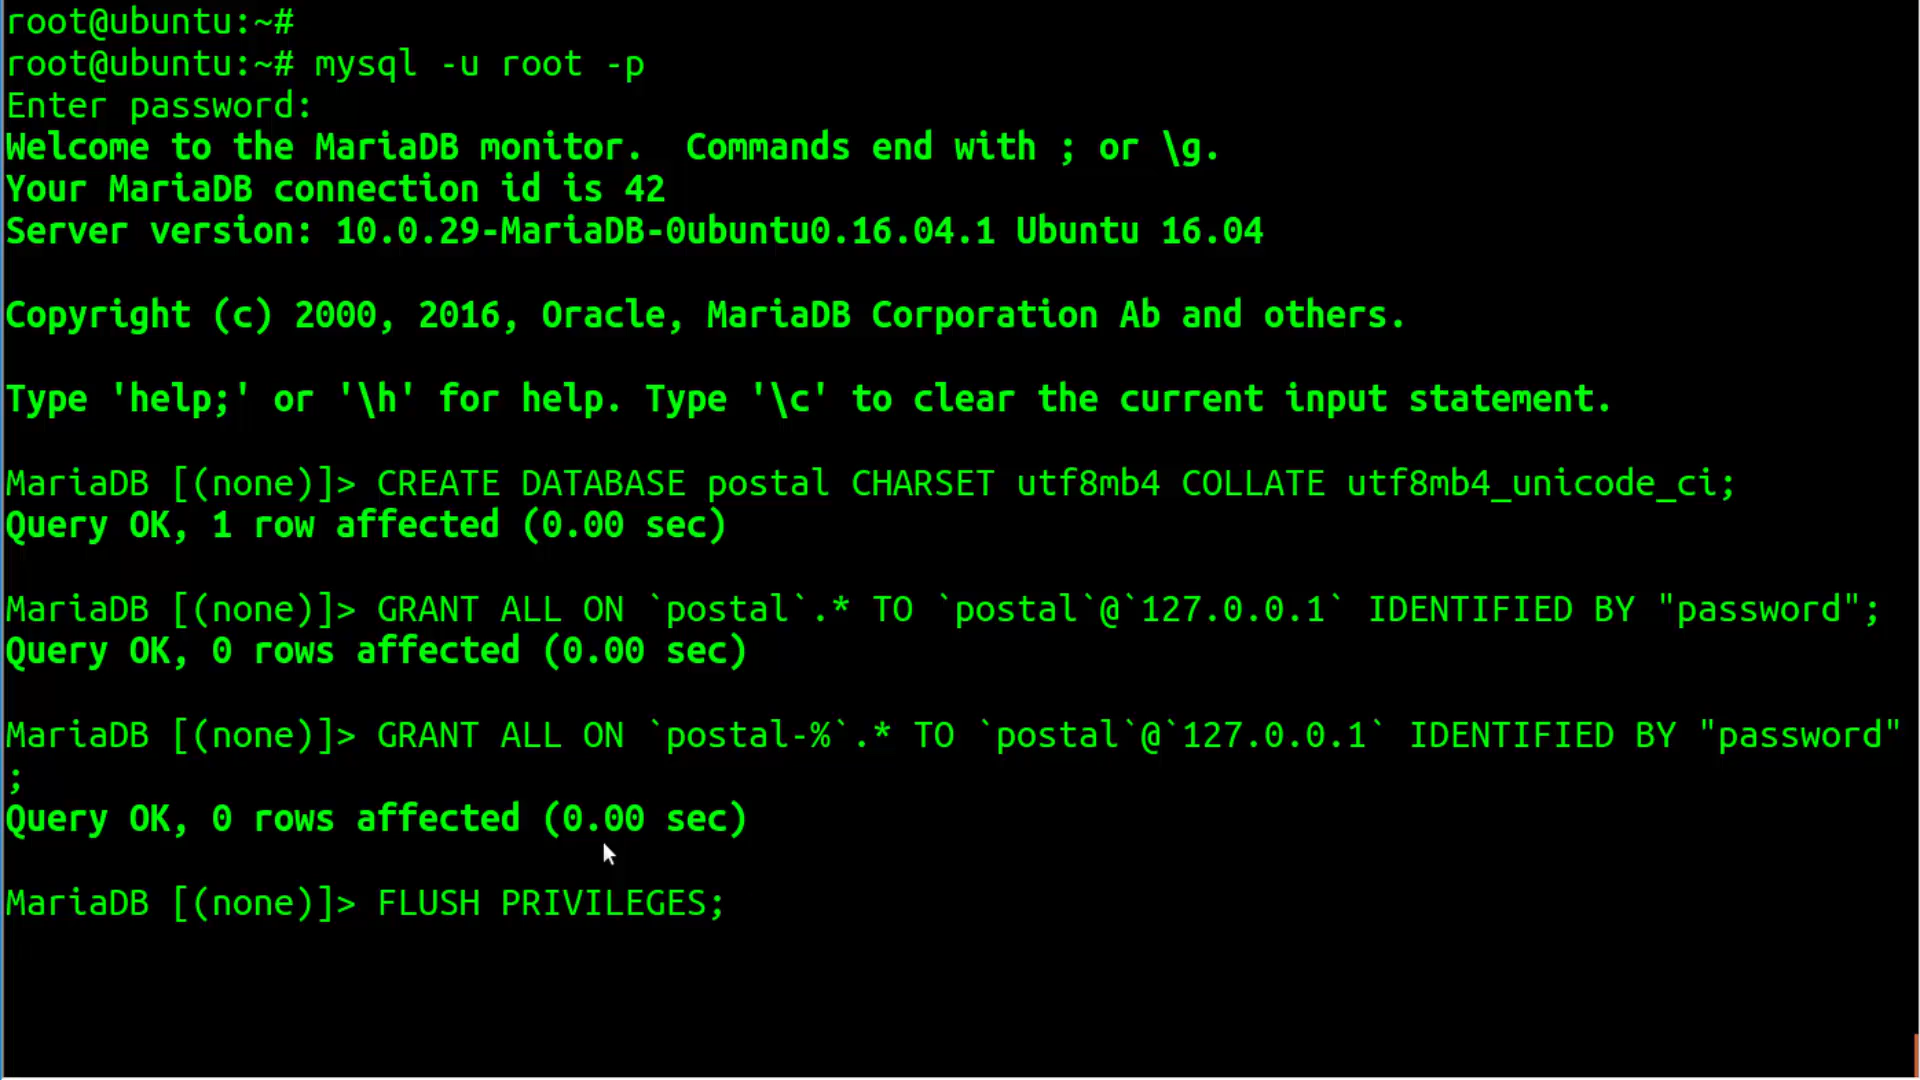 root@ubuntu:~#
root@ubuntu:~# mysql -u root -p
Enter password:
Welcome to the MariaDB monitor.  Commands end with ; or \g.
Your MariaDB connection id is 42
Server version: 10.0.29-MariaDB-0ubuntu0.16.04.1 Ubuntu 16.04
Copyright (c) 2000, 2016, Oracle, MariaDB Corporation Ab and others.
Type 'help;' or '\h' for help. Type '\c' to clear the current input statement.
MariaDB [(none)]> CREATE DATABASE postal CHARSET utf8mb4 COLLATE utf8mb4_unicode_ci;
Query OK, 1 row affected (0.00 sec)
MariaDB [(none)]> GRANT ALL ON `postal`.* TO `postal`@`127.0.0.1` IDENTIFIED BY "password";
Query OK, 0 rows affected (0.00 sec)
MariaDB [(none)]> GRANT ALL ON `postal-%`.* TO `postal`@`127.0.0.1` IDENTIFIED BY "password"
;
Query OK, 0 rows affected (0.00 sec)
MariaDB [(none)]> FLUSH PRIVILEGES;